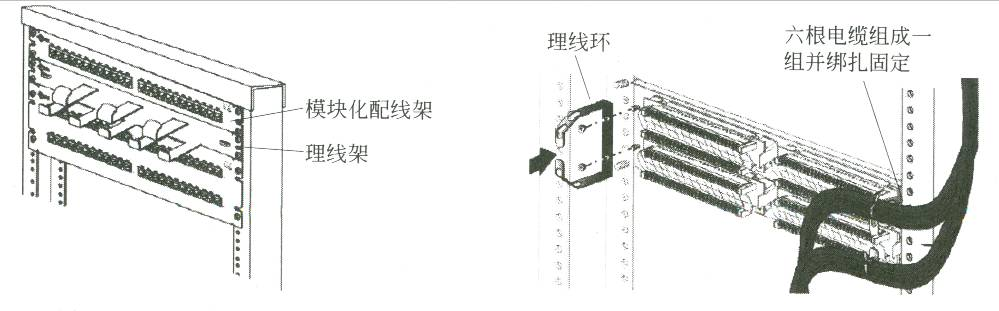 模块化配线架
理线架
理线环
六根电缆组成一
组并绑扎固定